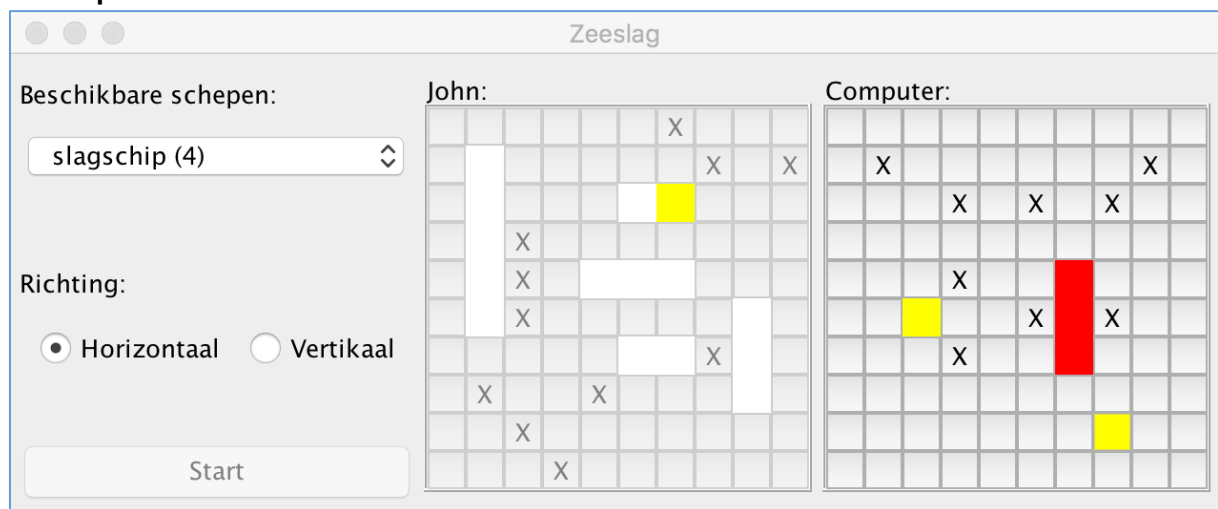 Zeeslag
Beschikbare schepen:
slagschip (4)
Richting:
Horizontaal
Vertikaal
Start
John:
X
X X
X
X
X
X
X X
X
X
Computer:
X X
X X X
X
X X
X